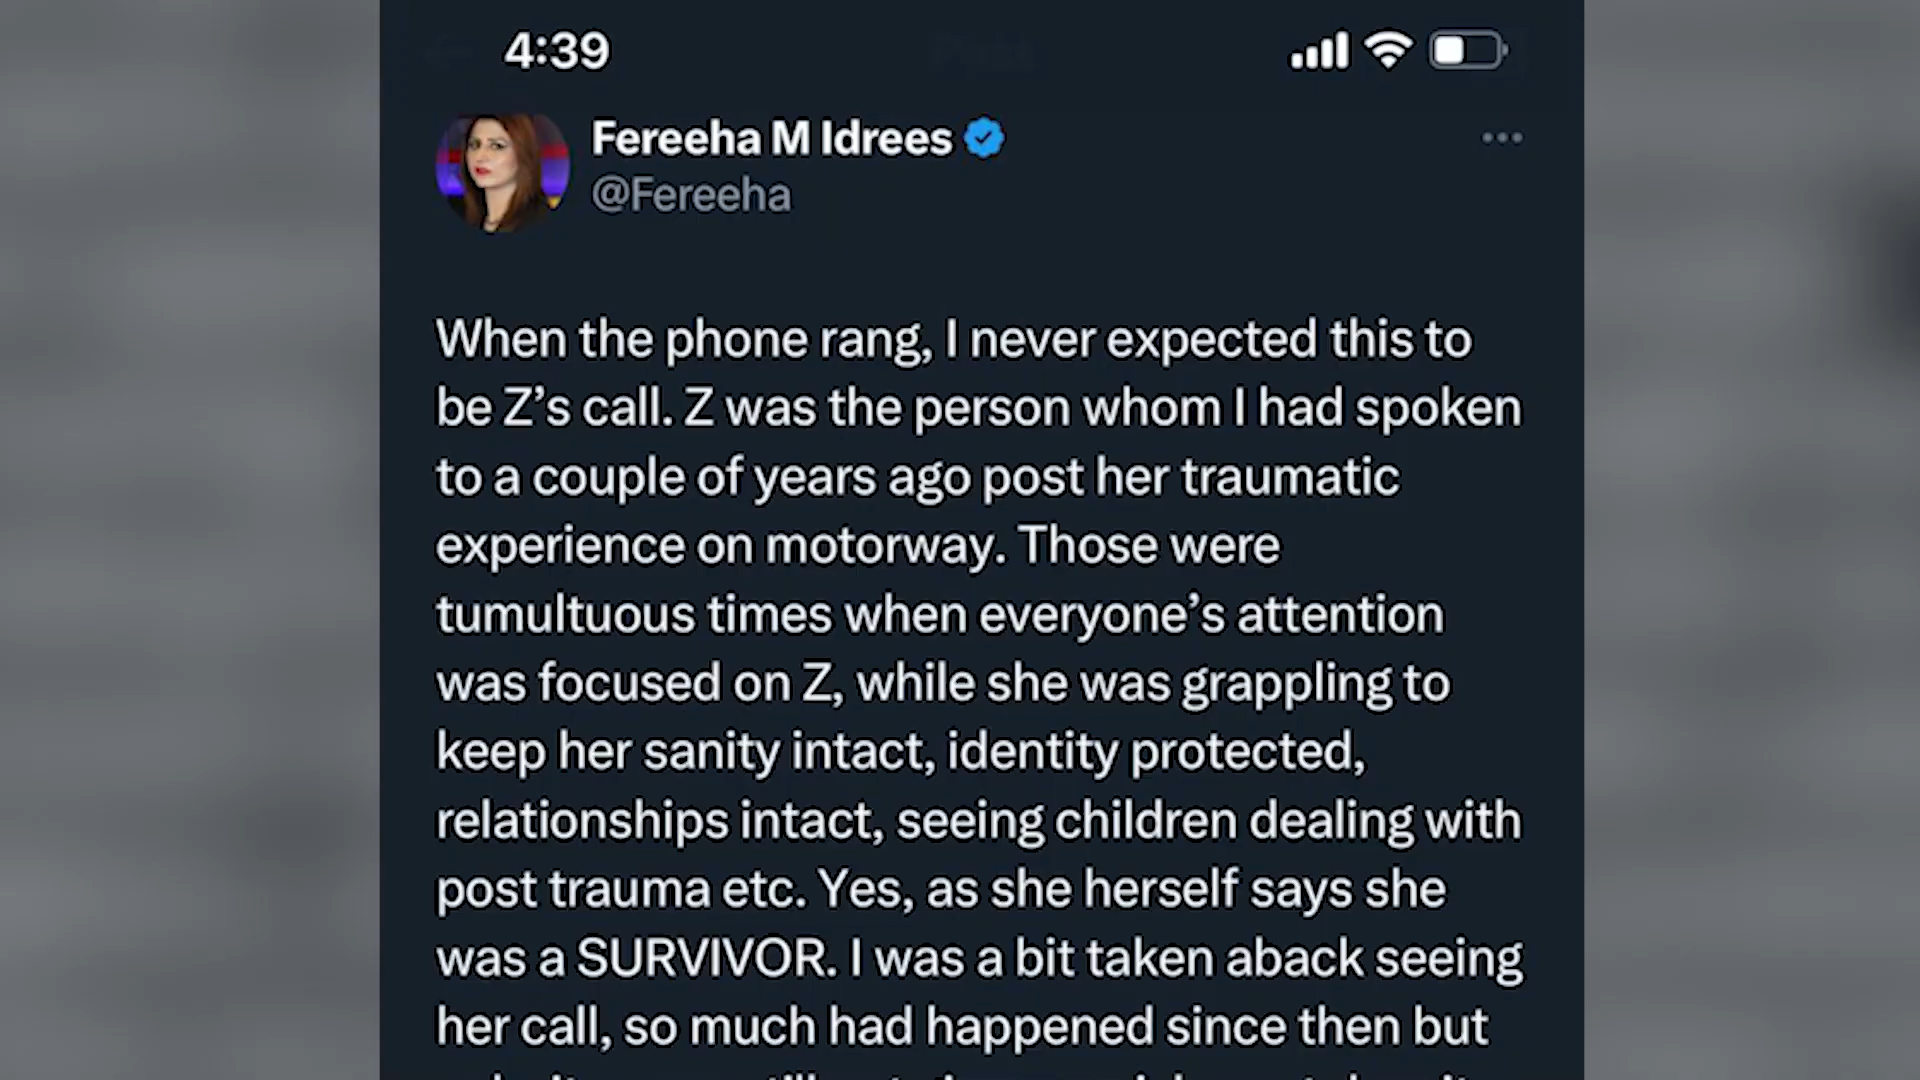 4:39
Fereeha M Idrees
@Fereeha
When the phone rang, I never expected this to
be Z’s call. Z was the person whom I had spoken
to a couple of years ago post her traumatic
experience on motorway. Those were
tumultuous times when everyone’s attention
was focused on Z, while she was grappling to
keep her sanity intact, identity protected,
relationships intact, seeing children dealing with
post trauma etc. Yes, as she herself says she
was a SURVIVOR. I was a bit taken aback seeing
her call, so much had happened since then but